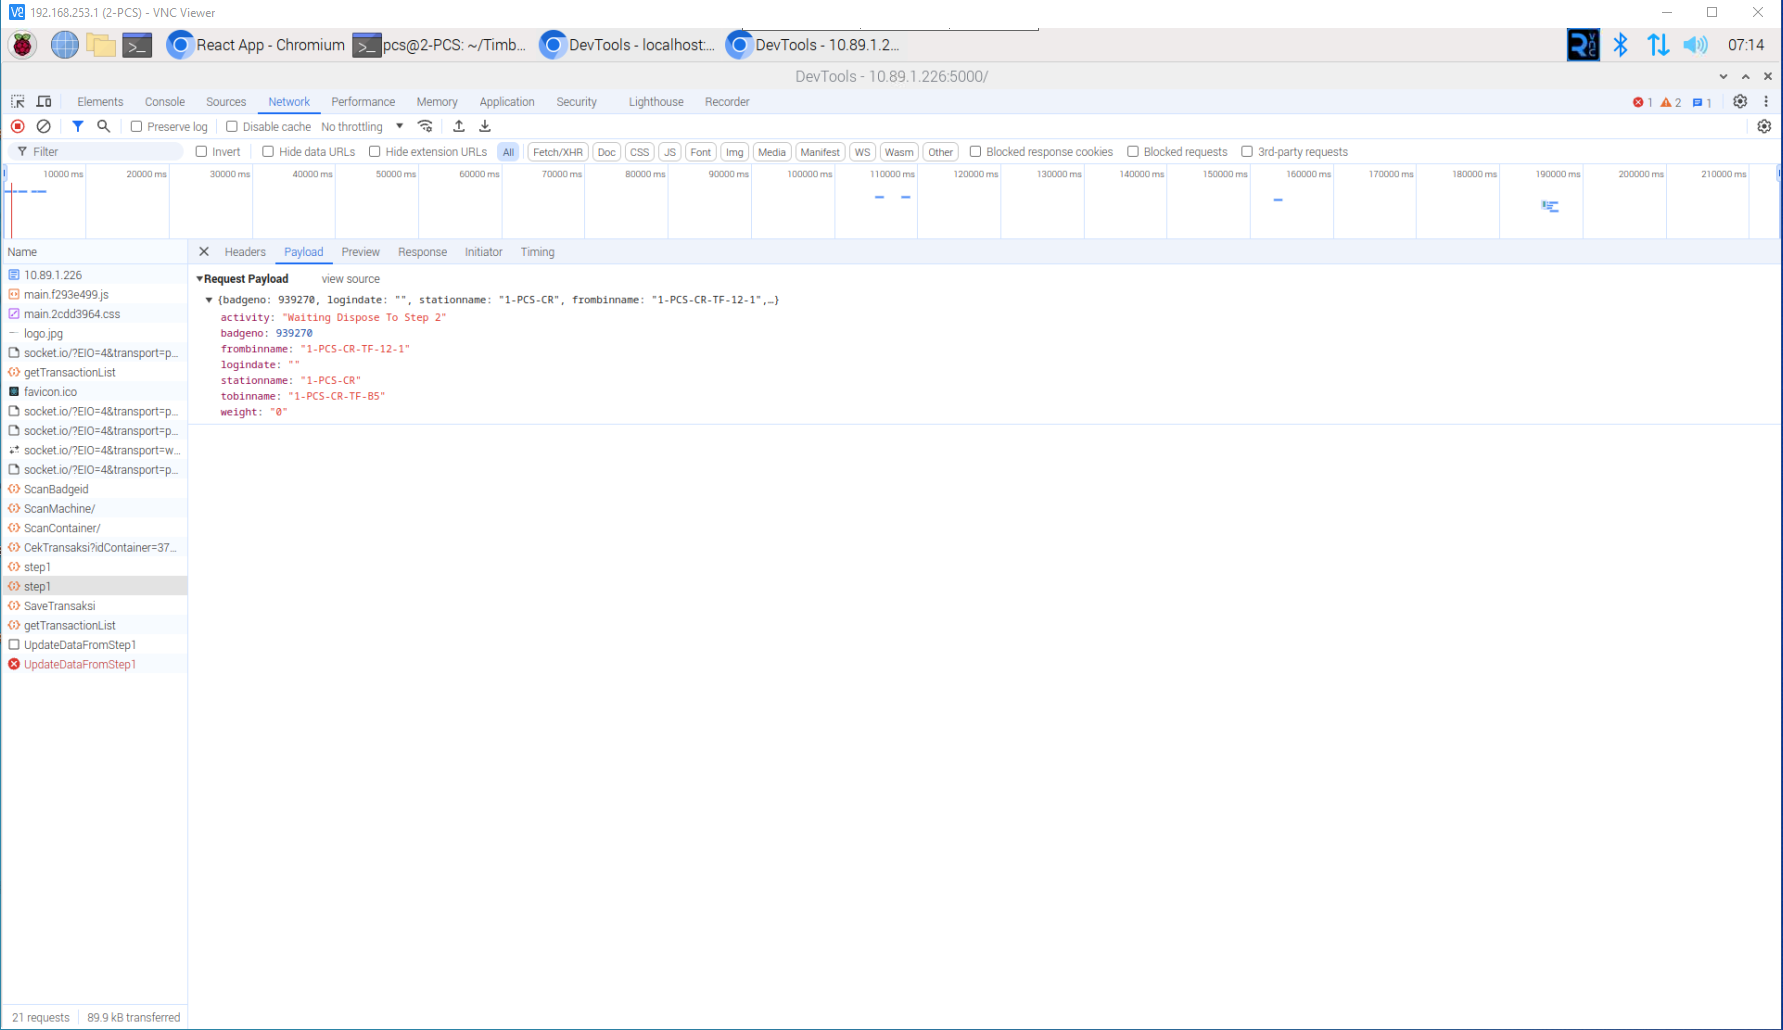 192.168.253.1 (2-PCS) - VNC Viewer
React App - Chromium
pcs@2-PCS: ~/Timb...
DevTools - localhost:...
DevTools - 10.89.1.2...
07:14
DevTools - 10.89.1.226:5000/
Elements Console Sources Network Performance Memory Application Security Lighthouse Recorder
1 2 1
Preserve log Disable cache No throttling
Filter Invert Hide data URLs Hide extension URLs All Fetch/XHR Doc CSS JS Font Img Media Manifest WS Wasm Other Blocked response cookies Blocked requests 3rd-party requests
10000 ms 20000 ms 30000 ms 40000 ms 50000 ms 60000 ms 70000 ms 80000 ms 90000 ms 100000 ms 110000 ms 120000 ms 130000 ms 140000 ms 150000 ms 160000 ms 170000 ms 180000 ms 190000 ms 200000 ms 210000 ms
Name
10.89.1.226
main.f293e499.js
main.2cdd3964.css
logo.jpg
socket.io/?EIO=4&transport=p...
getTransactionList
favicon.ico
socket.io/?EIO=4&transport=p...
socket.io/?EIO=4&transport=p...
socket.io/?EIO=4&transport=w...
socket.io/?EIO=4&transport=p...
ScanBadgeid
ScanMachine/
ScanContainer/
CekTransaksi?idContainer=37...
step1
step1
SaveTransaksi
getTransactionList
UpdateDataFromStep1
UpdateDataFromStep1
21 requests 89.9 kB transferred
Headers Payload Preview Response Initiator Timing
Request Payload view source
{badgeno: 939270, logindate: "", stationname: "1-PCS-CR", frombinname: "1-PCS-CR-TF-12-1",…}
activity: "Waiting Dispose To Step 2"
badgeno: 939270
frombinname: "1-PCS-CR-TF-12-1"
logindate: ""
stationname: "1-PCS-CR"
tobinname: "1-PCS-CR-TF-B5"
weight: "0"